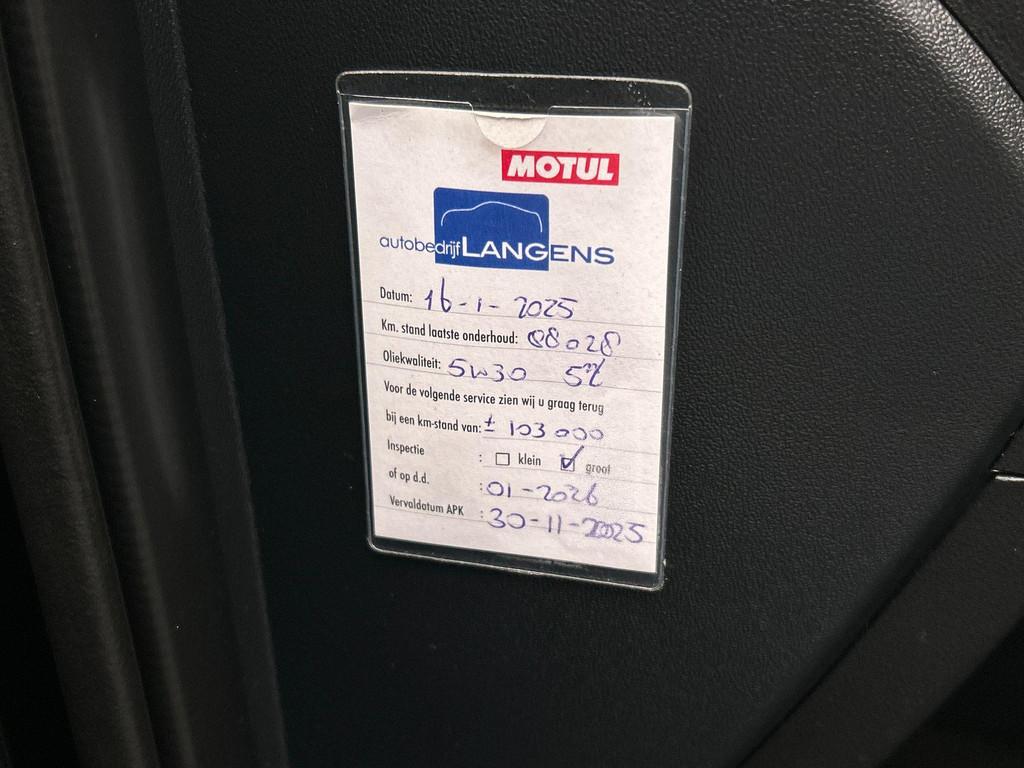 MOTUL
autobedrijf LANGENS
Datum: 16-1-2025
Km. stand laatste onderhoud: 88028
Oliekwaliteit: 5W30
Voor de volgende service zien wij u graag terug
bij een km-stand van: ± 103000
Inspectie : klein groot
of op d.d. : 01-2026
Vervaldatum APK : 30-11-2025